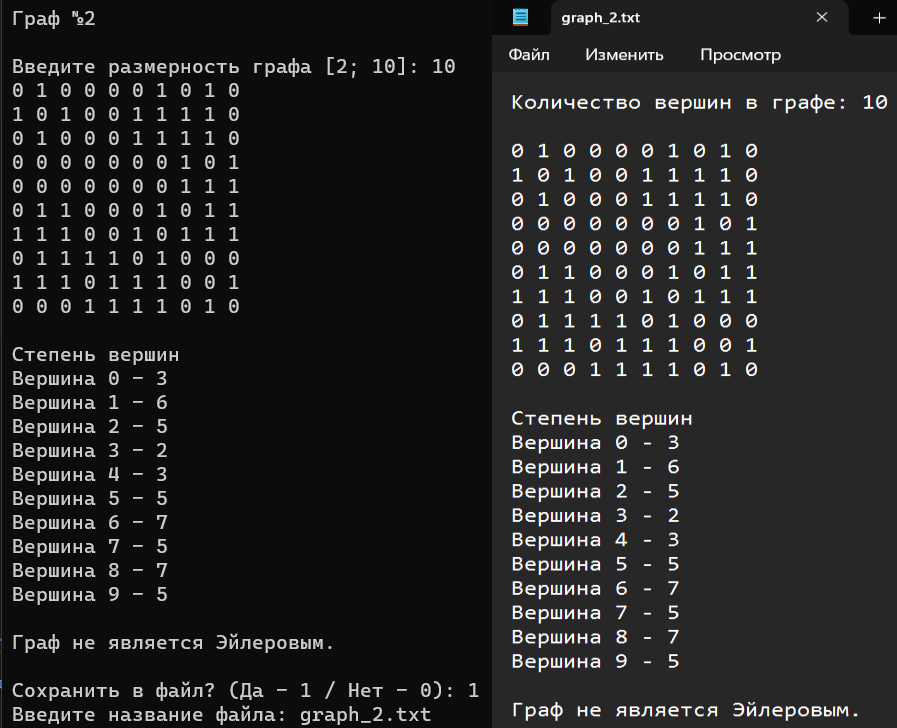 Граф №2
Введите размерность графа [2; 10]: 10
0 1 0 0 0 0 1 0 1 0
1 0 1 0 0 1 1 1 1 0
0 1 0 0 0 1 1 1 1 0
0 0 0 0 0 0 0 1 0 1
0 0 0 0 0 0 0 1 1 1
0 1 1 0 0 0 1 0 1 1
1 1 1 0 0 1 0 1 1 1
0 1 1 1 1 0 1 0 0 0
1 1 1 0 1 1 1 0 0 1
0 0 0 1 1 1 1 0 1 0
Степень вершин
Вершина 0 - 3
Вершина 1 - 6
Вершина 2 - 5
Вершина 3 - 2
Вершина 4 - 3
Вершина 5 - 5
Вершина 6 - 7
Вершина 7 - 5
Вершина 8 - 7
Вершина 9 - 5
Граф не является Эйлеровым.
Сохранить в файл? (Да - 1 / Нет - 0): 1
Введите название файла: graph_2.txt
graph_2.txt
Файл Изменить Просмотр
Количество вершин в графе: 10
0 1 0 0 0 0 1 0 1 0
1 0 1 0 0 1 1 1 1 0
0 1 0 0 0 1 1 1 1 0
0 0 0 0 0 0 0 1 0 1
0 0 0 0 0 0 0 1 1 1
0 1 1 0 0 0 1 0 1 1
1 1 1 0 0 1 0 1 1 1
0 1 1 1 1 0 1 0 0 0
1 1 1 0 1 1 1 0 0 1
0 0 0 1 1 1 1 0 1 0
Степень вершин
Вершина 0 - 3
Вершина 1 - 6
Вершина 2 - 5
Вершина 3 - 2
Вершина 4 - 3
Вершина 5 - 5
Вершина 6 - 7
Вершина 7 - 5
Вершина 8 - 7
Вершина 9 - 5
Граф не является Эйлеровым.